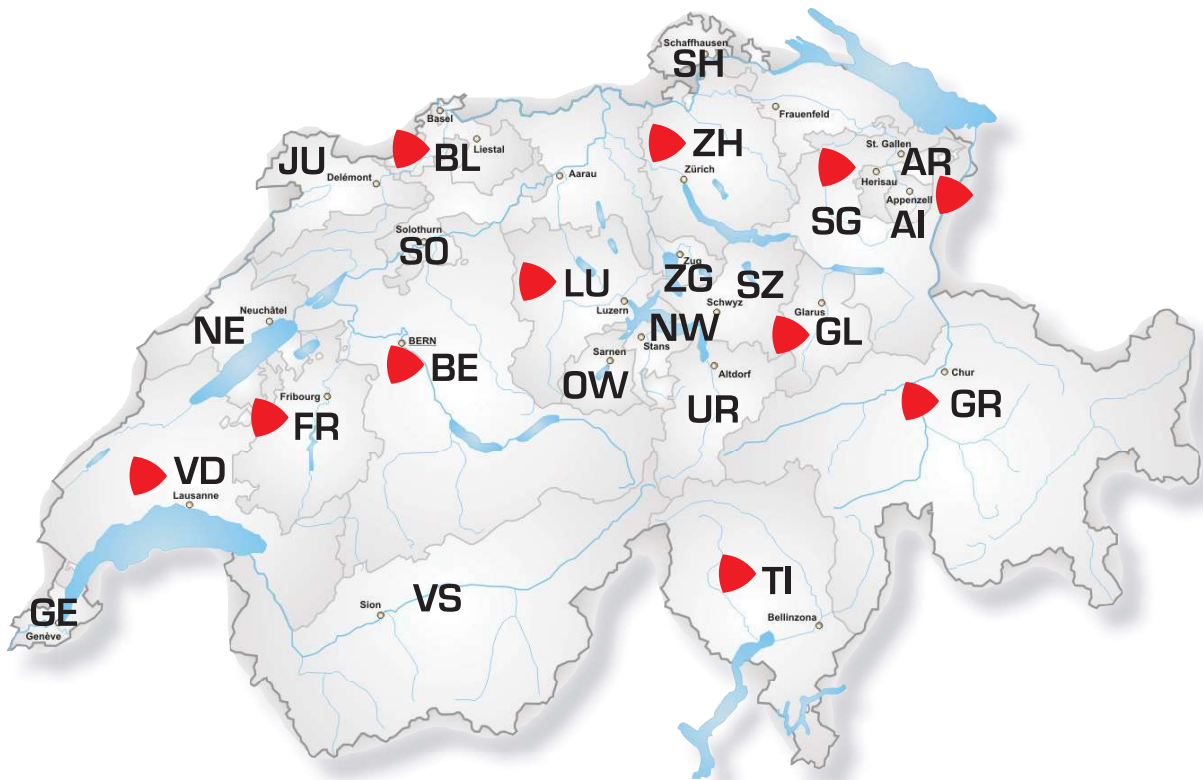 Schaffhausen
SH
Basel
Frauenfeld
Liestal
BL
ZH
St. Gallen
AR
JU
Delémont
Aarau
Zürich
Herisau
Appenzell
SG
AI
Solothurn
SO
Zug
ZG
SZ
LU
Luzern
Schwyz
Glarus
GL
Neuchâtel
NE
NW
Stans
BERN
BE
Sarnen
OW
Altdorf
UR
Chur
GR
Fribourg
FR
VD
Lausanne
TI
VS
Sion
Bellinzona
GE
Genève